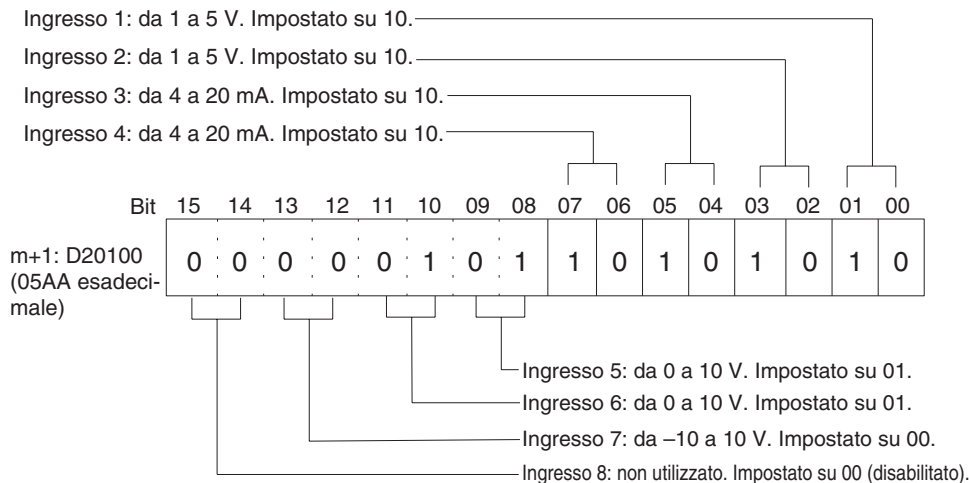 Ingresso 1: da 1 a 5 V. Impostato su 10.
Ingresso 2: da 1 a 5 V. Impostato su 10.
Ingresso 3: da 4 a 20 mA. Impostato su 10.
Ingresso 4: da 4 a 20 mA. Impostato su 10.
Bit 15 14 13 12 11 10 09 08 07 06 05 04 03 02 01 00
m+1: D20100
(05AA esadeci-
male)
0 0 0 0 0 1 0 1 1 0 1 0 1 0 1 0
Ingresso 5: da 0 a 10 V. Impostato su 01.
Ingresso 6: da 0 a 10 V. Impostato su 01.
Ingresso 7: da –10 a 10 V. Impostato su 00.
Ingresso 8: non utilizzato. Impostato su 00 (disabilitato).